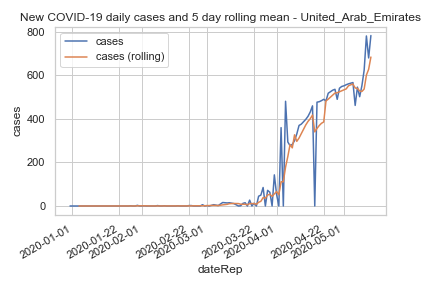 New COVID-19 daily cases and 5 day rolling mean - United_Arab_Emirates
cases
cases (rolling)
800
600
400
200
0
cases
2020-01-01
2020-01-22
2020-02-01
2020-02-22
2020-03-01
2020-03-22
2020-04-01
2020-04-22
2020-05-01
dateRep